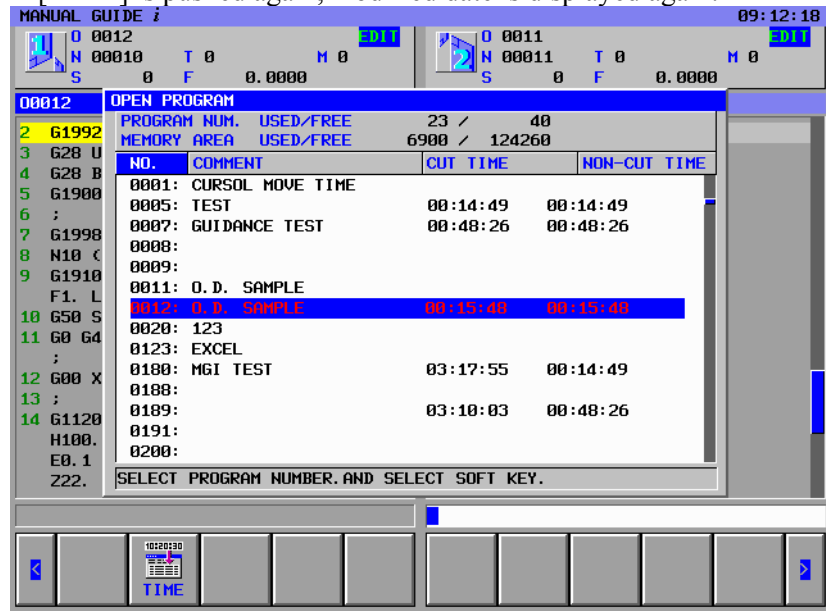 MANUAL GUIDE i 09:12:18
O 0012 EDIT O 0011 EDIT
N 00010 T 0 M 0 N 00011 T 0 M 0
S 0 F 0.0000 S 0 F 0.0000
O0012 OPEN PROGRAM
PROGRAM NUM. USED/FREE 23 / 40
MEMORY AREA USED/FREE 6900 / 124260
NO. COMMENT CUT TIME NON-CUT TIME
0001: CURSOL MOVE TIME
0005: TEST 00:14:49 00:14:49
0007: GUIDANCE TEST 00:48:26 00:48:26
0008:
0009:
0011: O.D. SAMPLE
0012: O.D. SAMPLE 00:15:48 00:15:48
0020: 123
0123: EXCEL
0180: MGI TEST 03:17:55 00:14:49
0188:
0189: 03:10:03 00:48:26
0191:
0200:
SELECT PROGRAM NUMBER.AND SELECT SOFT KEY.
2 G1992
3 G28 U
4 G28 B
5 G1900
6 ;
7 G1998
8 N10 (
9 G1910
F1. L
10 G50 S
11 G0 G4
;
12 G00 X
13 ;
14 G1120
H100.
E0.1
Z22.
< 10:20:30 >
TIME